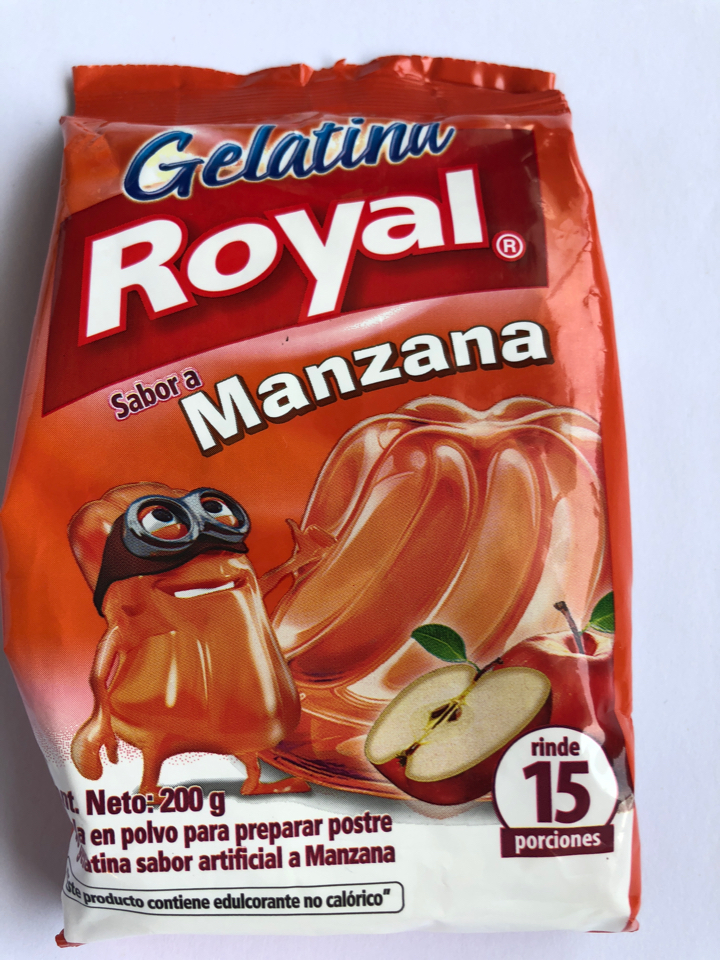 Gelatina
Royal®
Sabor a
Manzana
rinde
15
porciones
Neto: 200 g
en polvo para preparar postre
sabor artificial a Manzana
producto contiene edulcorante no calórico"